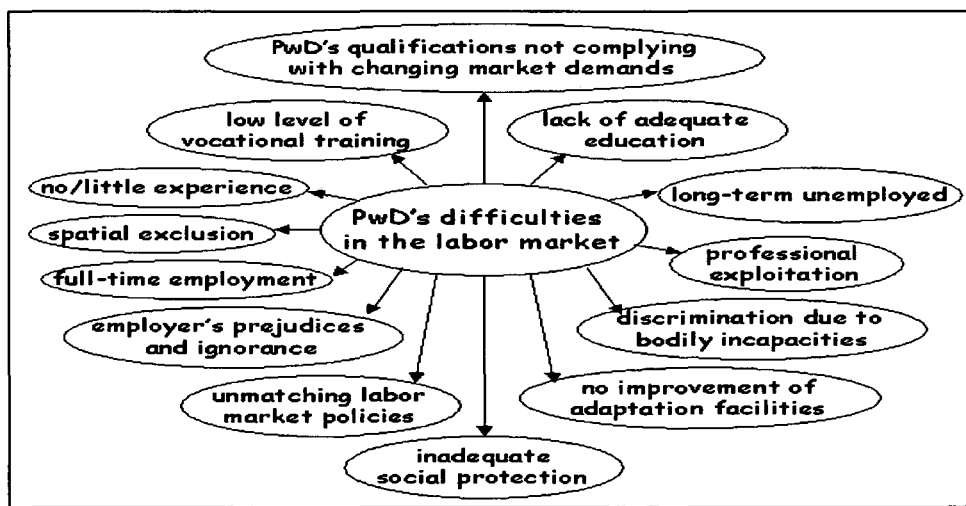 PwD's qualifications not complying
with changing market demands
low level of
vocational training
lack of adequate
education
no/little experience
long-term unemployed
PwD's difficulties
in the labor market
spatial exclusion
professional
exploitation
full-time employment
employer's prejudices
and ignorance
discrimination due to
bodily incapacities
unmatching labor
market policies
no improvement of
adaptation facilities
inadequate
social protection